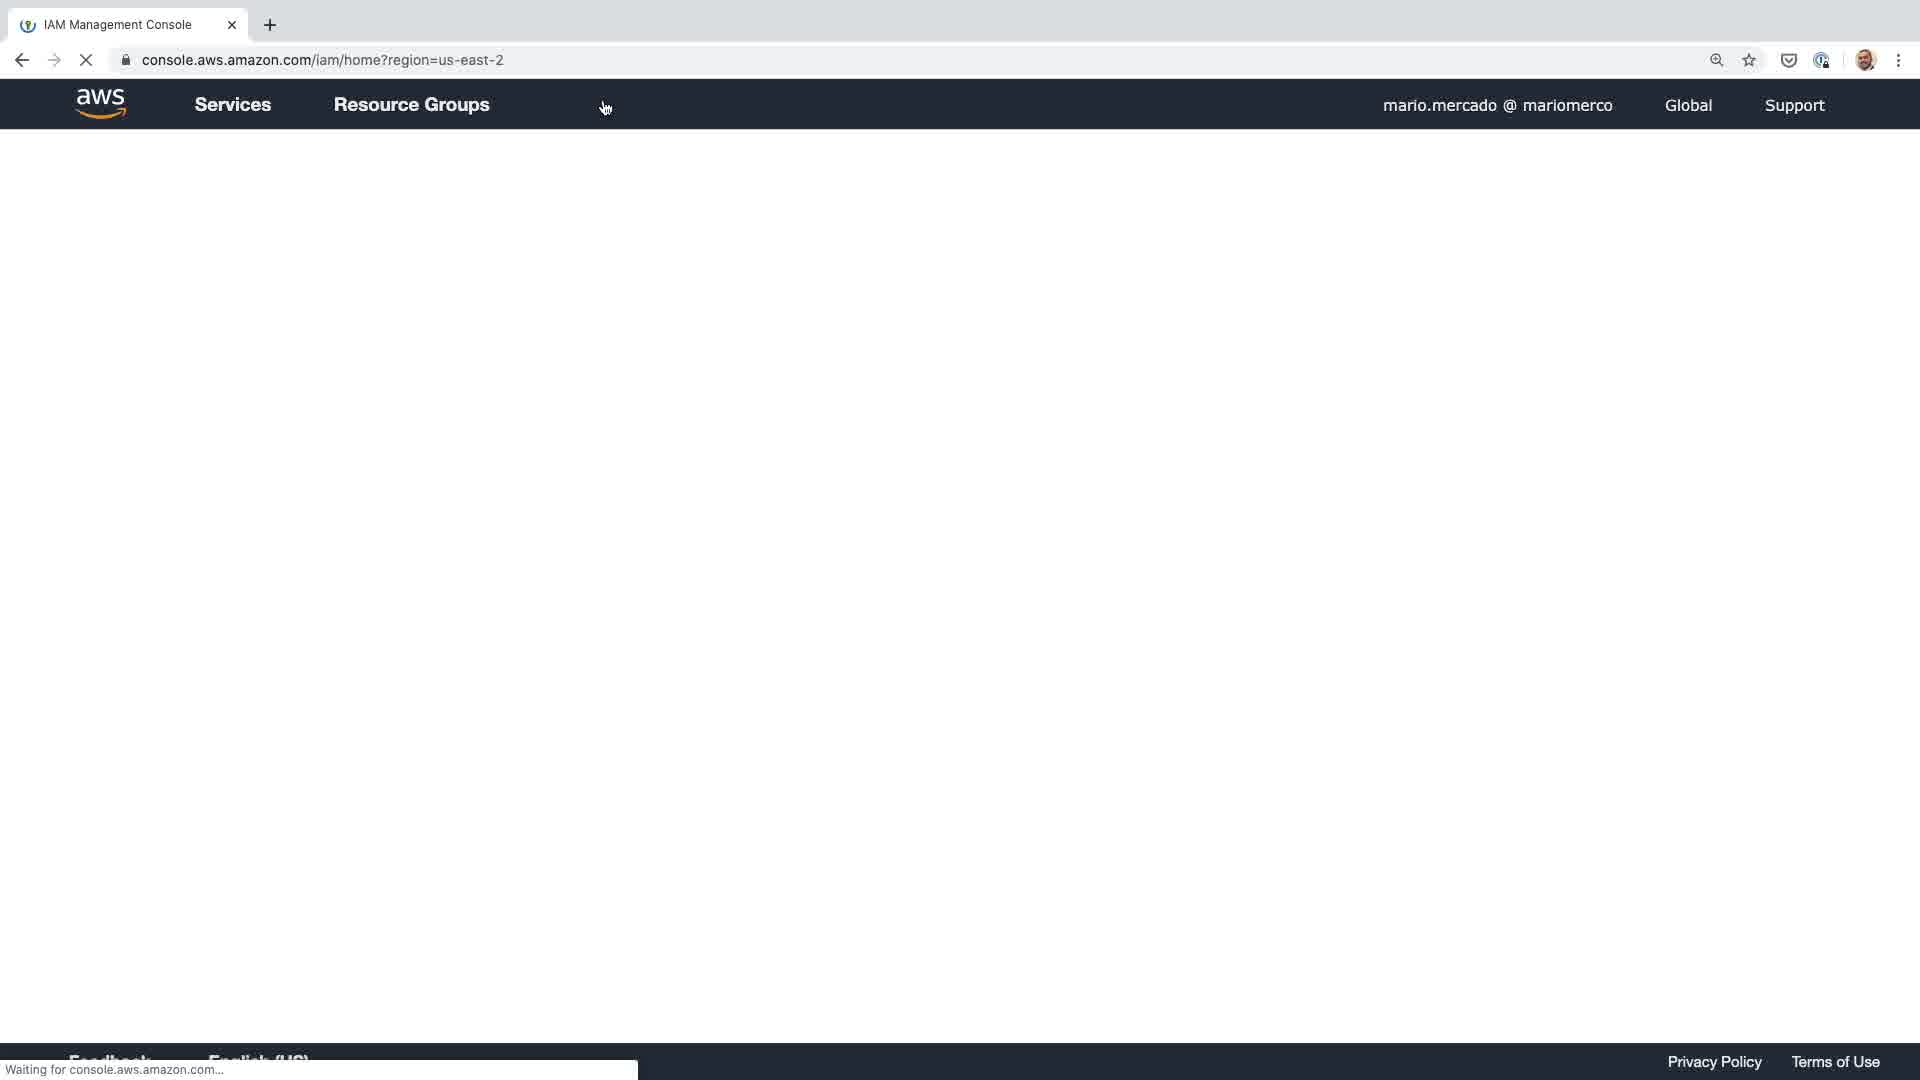 IAM Management Console
console.aws.amazon.com/iam/home?region=us-east-2
aws Services Resource Groups mario.mercado @ mariomerco Global Support
Feedback English (US) Privacy Policy Terms of Use
Waiting for console.aws.amazon.com...